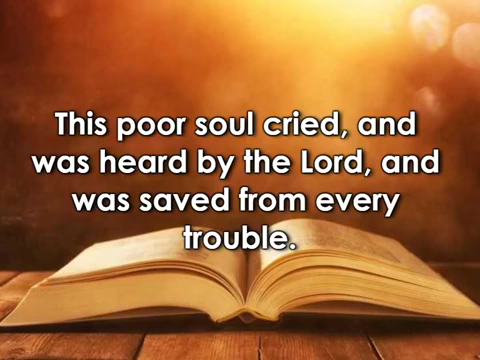 This poor soul cried, and
was heard by the Lord, and
was saved from every
trouble.